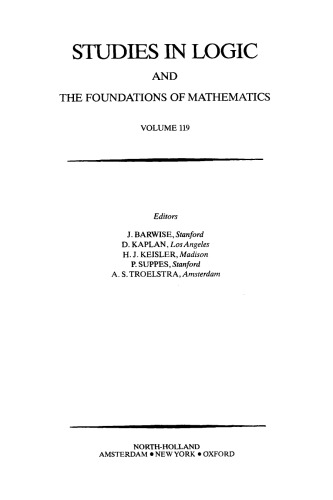 STUDIES IN LOGIC
AND
THE FOUNDATIONS OF MATHEMATICS
VOLUME 119
Editors
J. BARWISE, Stanford
D. KAPLAN, Los Angeles
H. J. KEISLER, Madison
P. SUPPES, Stanford
A. S. TROELSTRA, Amsterdam
NORTH-HOLLAND
AMSTERDAM • NEW YORK • OXFORD